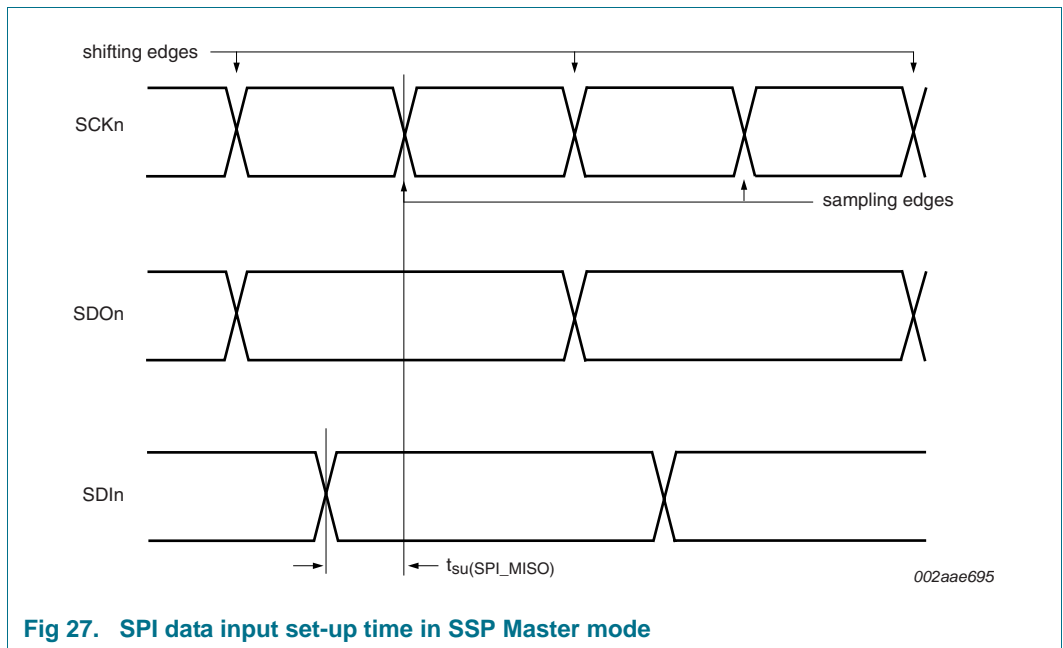 shifting edges
SCKn
sampling edges
SDOn
SDIn
tsu(SPI_MISO)
002aae695
Fig 27. SPI data input set-up time in SSP Master mode